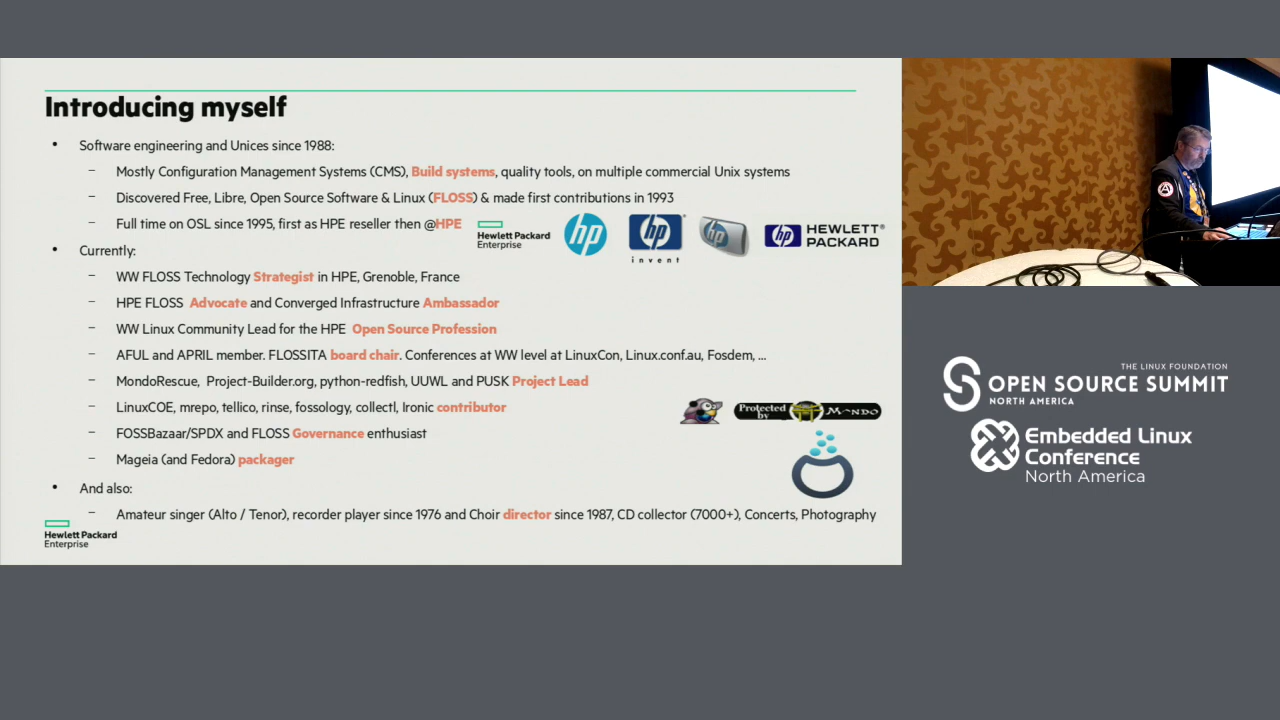 Introducing myself
• Software engineering and Unices since 1988:
– Mostly Configuration Management Systems (CMS), Build systems, quality tools, on multiple commercial Unix systems
– Discovered Free, Libre, Open Source Software & Linux (FLOSS) & made first contributions in 1993
– Full time on OSL since 1995, first as HPE reseller then @HPE
Hewlett Packard
Enterprise
hp
hp
invent
hp
hp HEWLETT®
PACKARD
• Currently:
– WW FLOSS Technology Strategist in HPE, Grenoble, France
– HPE FLOSS Advocate and Converged Infrastructure Ambassador
– WW Linux Community Lead for the HPE Open Source Profession
– AFUL and APRIL member. FLOSSITA board chair. Conferences at WW level at LinuxCon, Linux.conf.au, Fosdem, ...
– MondoRescue, Project-Builder.org, python-redfish, UUWL and PUSK Project Lead
– LinuxCOE, mrepo, tellico, rinse, fossology, collectl, Ironic contributor
Protected
by
MONDO
– FOSSBazaar/SPDX and FLOSS Governance enthusiast
– Mageia (and Fedora) packager
• And also:
– Amateur singer (Alto / Tenor), recorder player since 1976 and Choir director since 1987, CD collector (7000+), Concerts, Photography
Hewlett Packard
Enterprise
THE LINUX FOUNDATION
OPEN SOURCE SUMMIT
NORTH AMERICA
Embedded Linux
Conference
North America